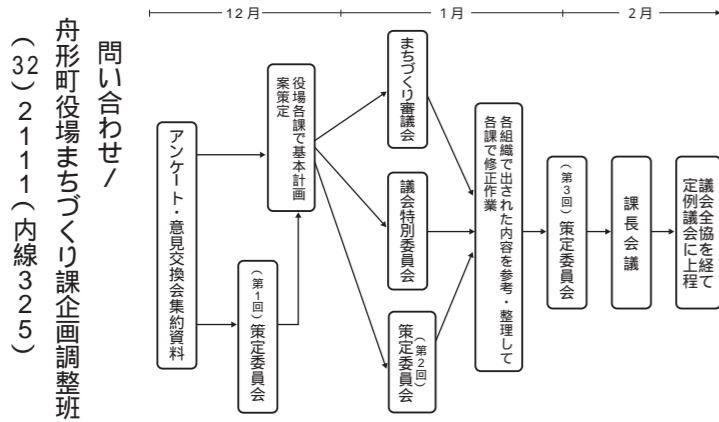 12月
1月
2月
アンケート・意見交換会集約資料
(第1回)策定委員会
役場各課で基本計画
案策定
まちづくり審議会
議会特別委員会
(第2回)
策定委員会
各組織で出された内容を参考・整理して
各課で修正作業
(第3回)策定委員会
課長会議
議会全協を経て
定例議会に上程
問い合わせ/
舟形町役場まちづくり課企画調整班
(32)2111(内線325)